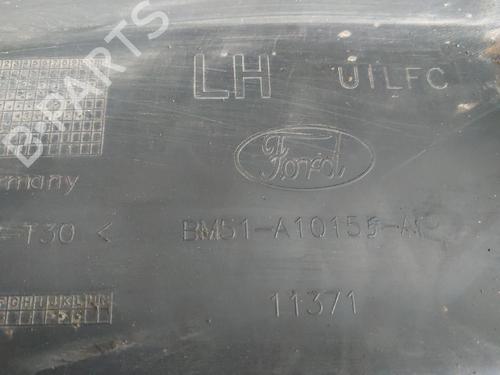 B-PARTS
LH UILFC
Ford
rmany
T30 < BM51-A10155-A
11371